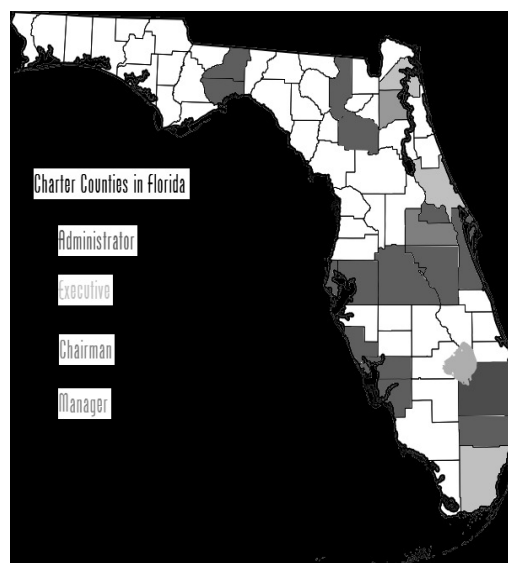 Charter Counties in Florida
Administrator
Executive
Chairman
Manager